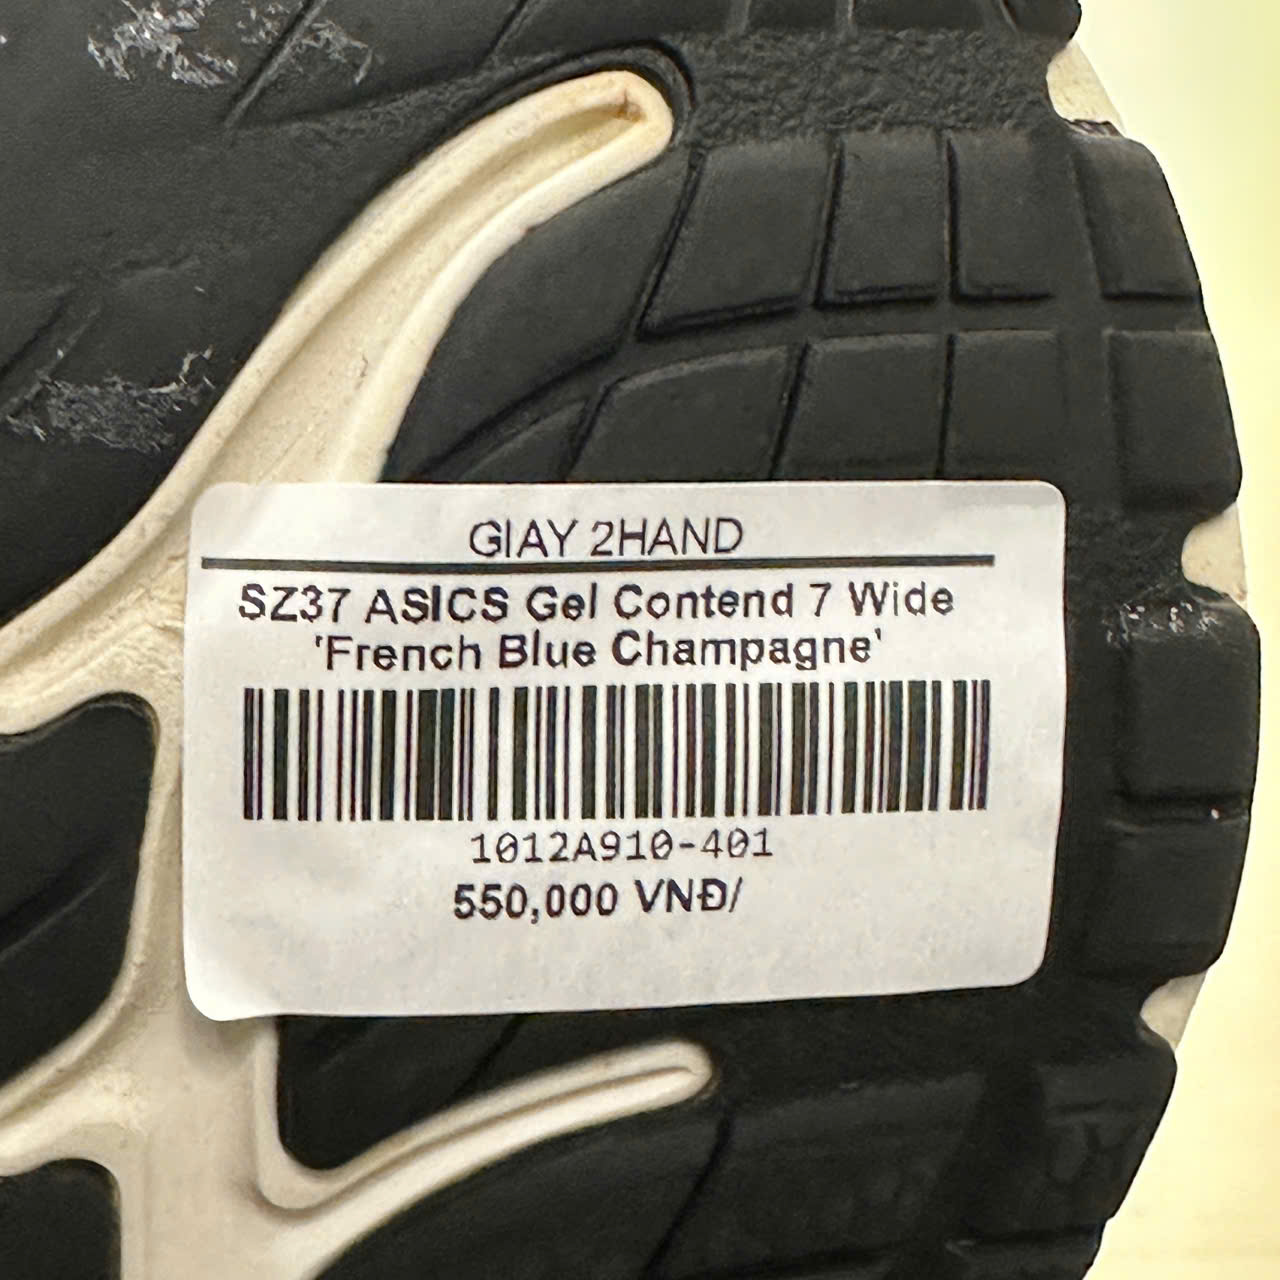 GIAY 2HAND
SZ37 ASICS Gel Contend 7 Wide
'French Blue Champagne'
1012A910-401
550,000 VNĐ/